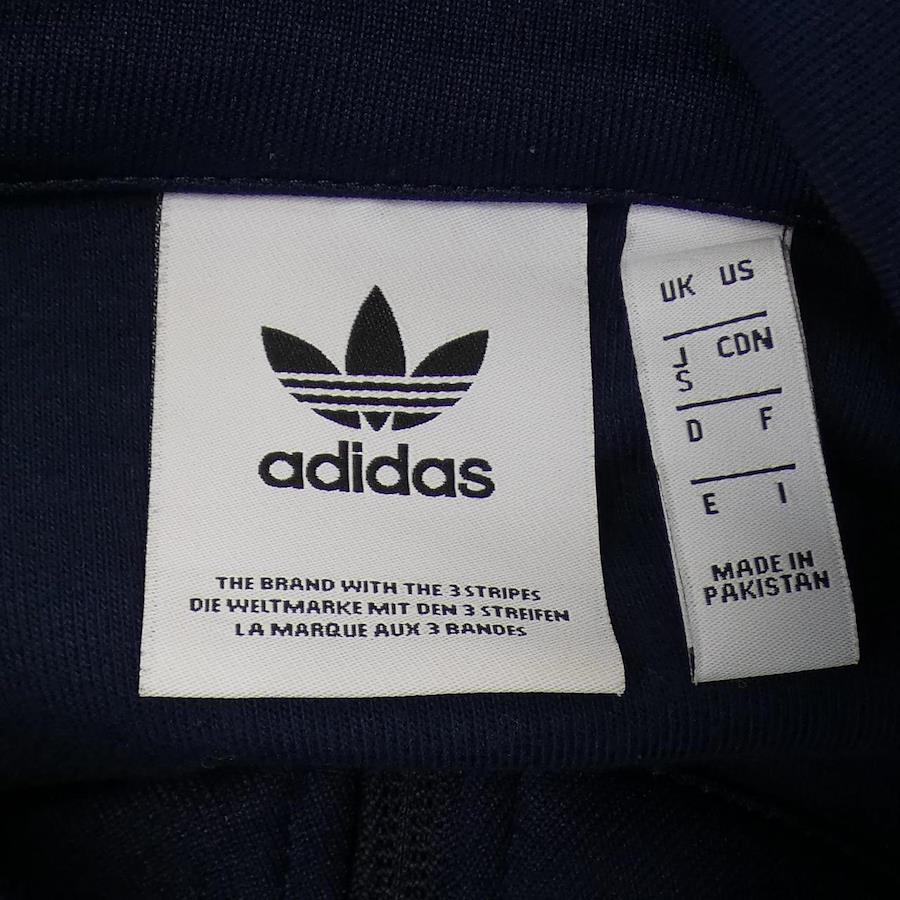 adidas
THE BRAND WITH THE 3 STRIPES
DIE WELTMARKE MIT DEN 3 STREIFEN
LA MARQUE AUX 3 BANDES
UK US
J CDN
S
D F
E I
MADE IN
PAKISTAN